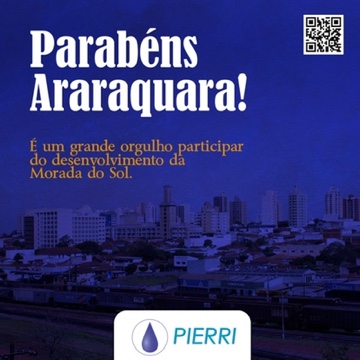 Parabéns
Araraquara!
É um grande orgulho participar
do desenvolvimento da
Morada do Sol.
PIERRI